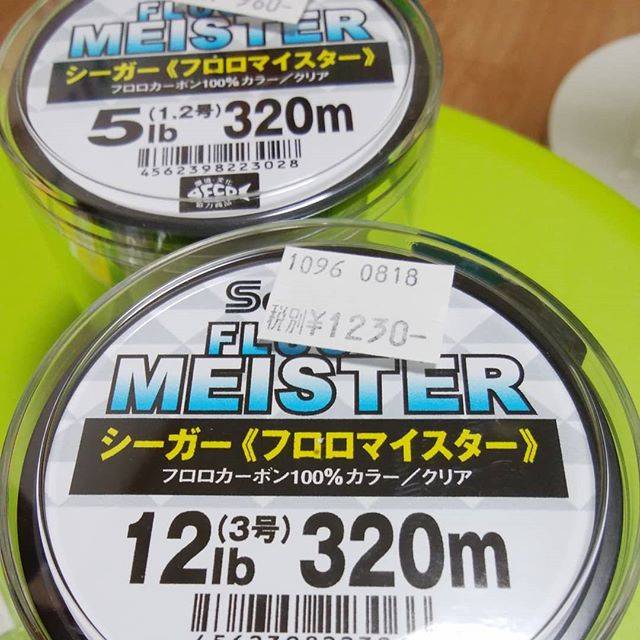 960-
MEISTER
シーガー《フロロマイスター》
フロロカーボン100%カラー/クリア
5lb (1.2号) 320m
4562398223028
1096 0818
税別¥1230-
MEISTER
シーガー《フロロマイスター》
フロロカーボン100%カラー/クリア
12lb (3号) 320m